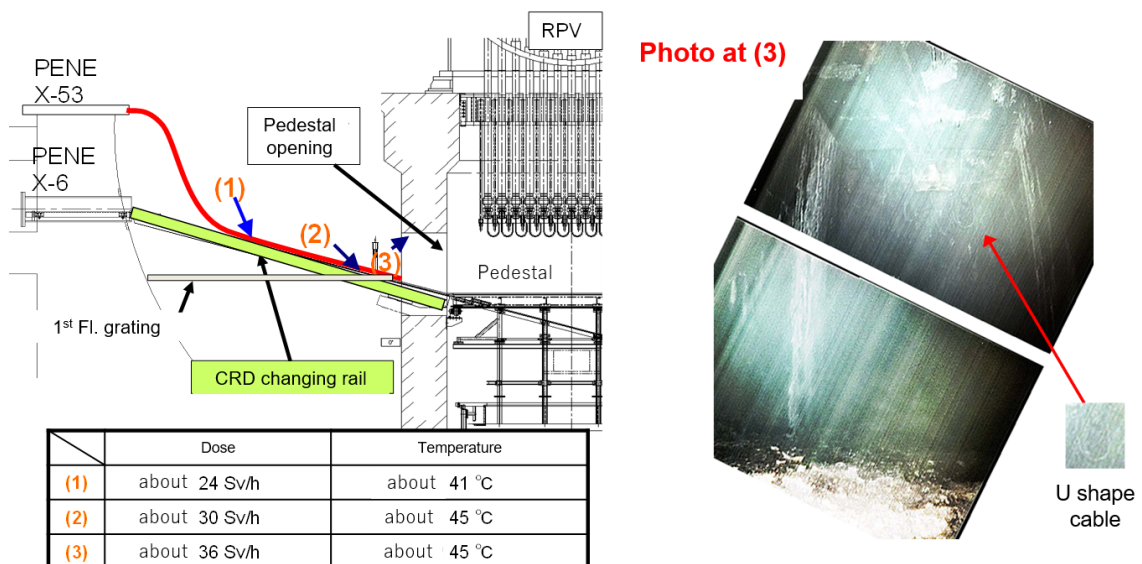 RPV
PENE
X-53
Pedestal
opening
PENE
X-6
(1)
(2)
(3)
Pedestal
1st Fl. grating
0°
CRD changing rail
Dose
Temperature
(1)
about 24 Sv/h
about 41 °C
(2)
about 30 Sv/h
about 45 °C
(3)
about 36 Sv/h
about 45 °C
Photo at (3)
U shape
cable